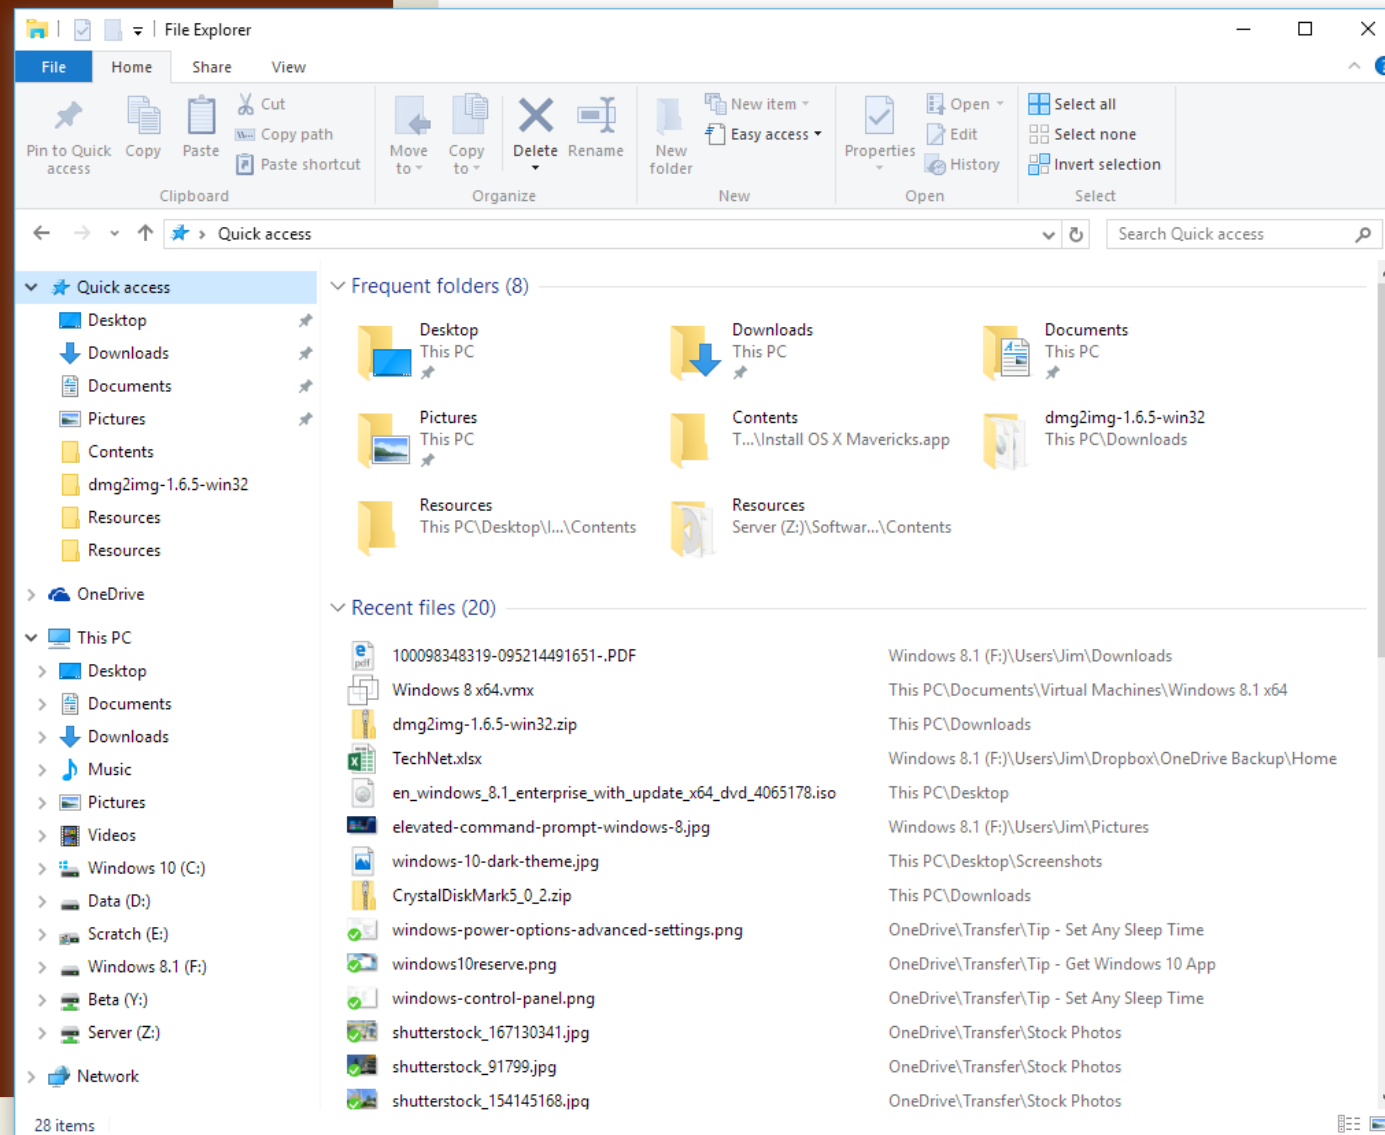 File Explorer
File Home Share View
Pin to Quick access
Copy
Paste
Cut
Copy path
Paste shortcut
Clipboard
Move to
Copy to
Delete
Rename
Organize
New folder
New item
Easy access
New
Properties
Open
Edit
History
Open
Select all
Select none
Invert selection
Select
Quick access
Search Quick access
Quick access
Desktop
Downloads
Documents
Pictures
Contents
dmg2img-1.6.5-win32
Resources
Resources
OneDrive
This PC
Desktop
Documents
Downloads
Music
Pictures
Videos
Windows 10 (C:)
Data (D:)
Scratch (E:)
Windows 8.1 (F:)
Beta (Y:)
Server (Z:)
Network
Frequent folders (8)
Desktop
This PC
Downloads
This PC
Documents
This PC
Pictures
This PC
Contents
T...\Install OS X Mavericks.app
dmg2img-1.6.5-win32
This PC\Downloads
Resources
This PC\Desktop\I...\Contents
Resources
Server (Z:)\Softwar...\Contents
Recent files (20)
100098348319-095214491651-.PDF Windows 8.1 (F:)\Users\Jim\Downloads
Windows 8 x64.vmx This PC\Documents\Virtual Machines\Windows 8.1 x64
dmg2img-1.6.5-win32.zip This PC\Downloads
TechNet.xlsx Windows 8.1 (F:)\Users\Jim\Dropbox\OneDrive Backup\Home
en_windows_8.1_enterprise_with_update_x64_dvd_4065178.iso This PC\Desktop
elevated-command-prompt-windows-8.jpg Windows 8.1 (F:)\Users\Jim\Pictures
windows-10-dark-theme.jpg This PC\Desktop\Screenshots
CrystalDiskMark5_0_2.zip This PC\Downloads
windows-power-options-advanced-settings.png OneDrive\Transfer\Tip - Set Any Sleep Time
windows10reserve.png OneDrive\Transfer\Tip - Get Windows 10 App
windows-control-panel.png OneDrive\Transfer\Tip - Set Any Sleep Time
shutterstock_167130341.jpg OneDrive\Transfer\Stock Photos
shutterstock_91799.jpg OneDrive\Transfer\Stock Photos
shutterstock_154145168.jpg OneDrive\Transfer\Stock Photos
28 items